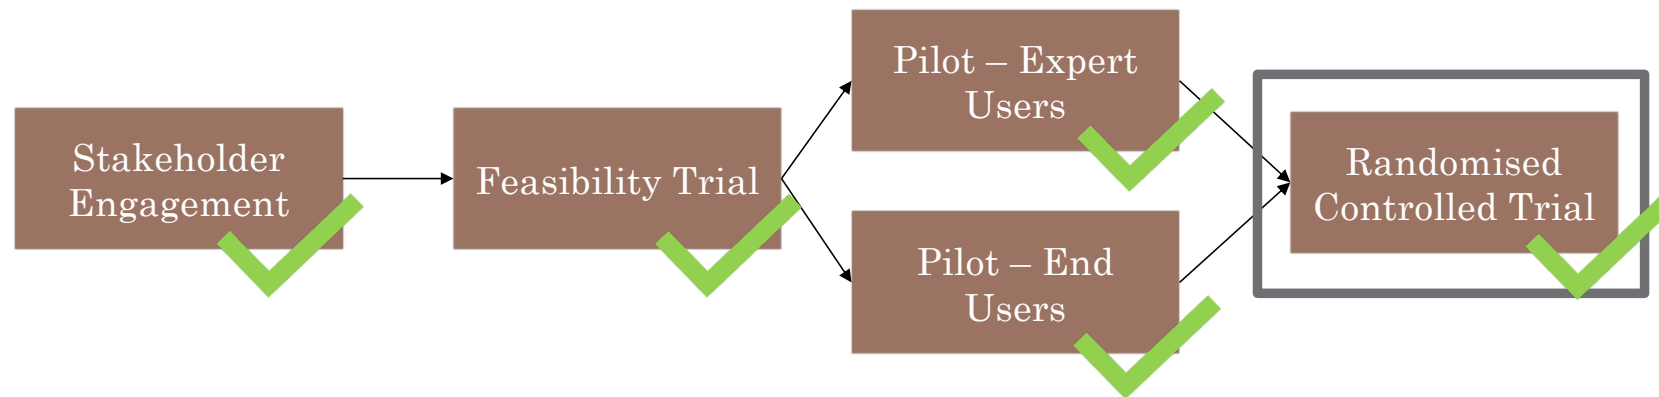 Stakeholder
Engagement
Feasibility Trial
Pilot – Expert
Users
Pilot – End
Users
Randomised
Controlled Trial